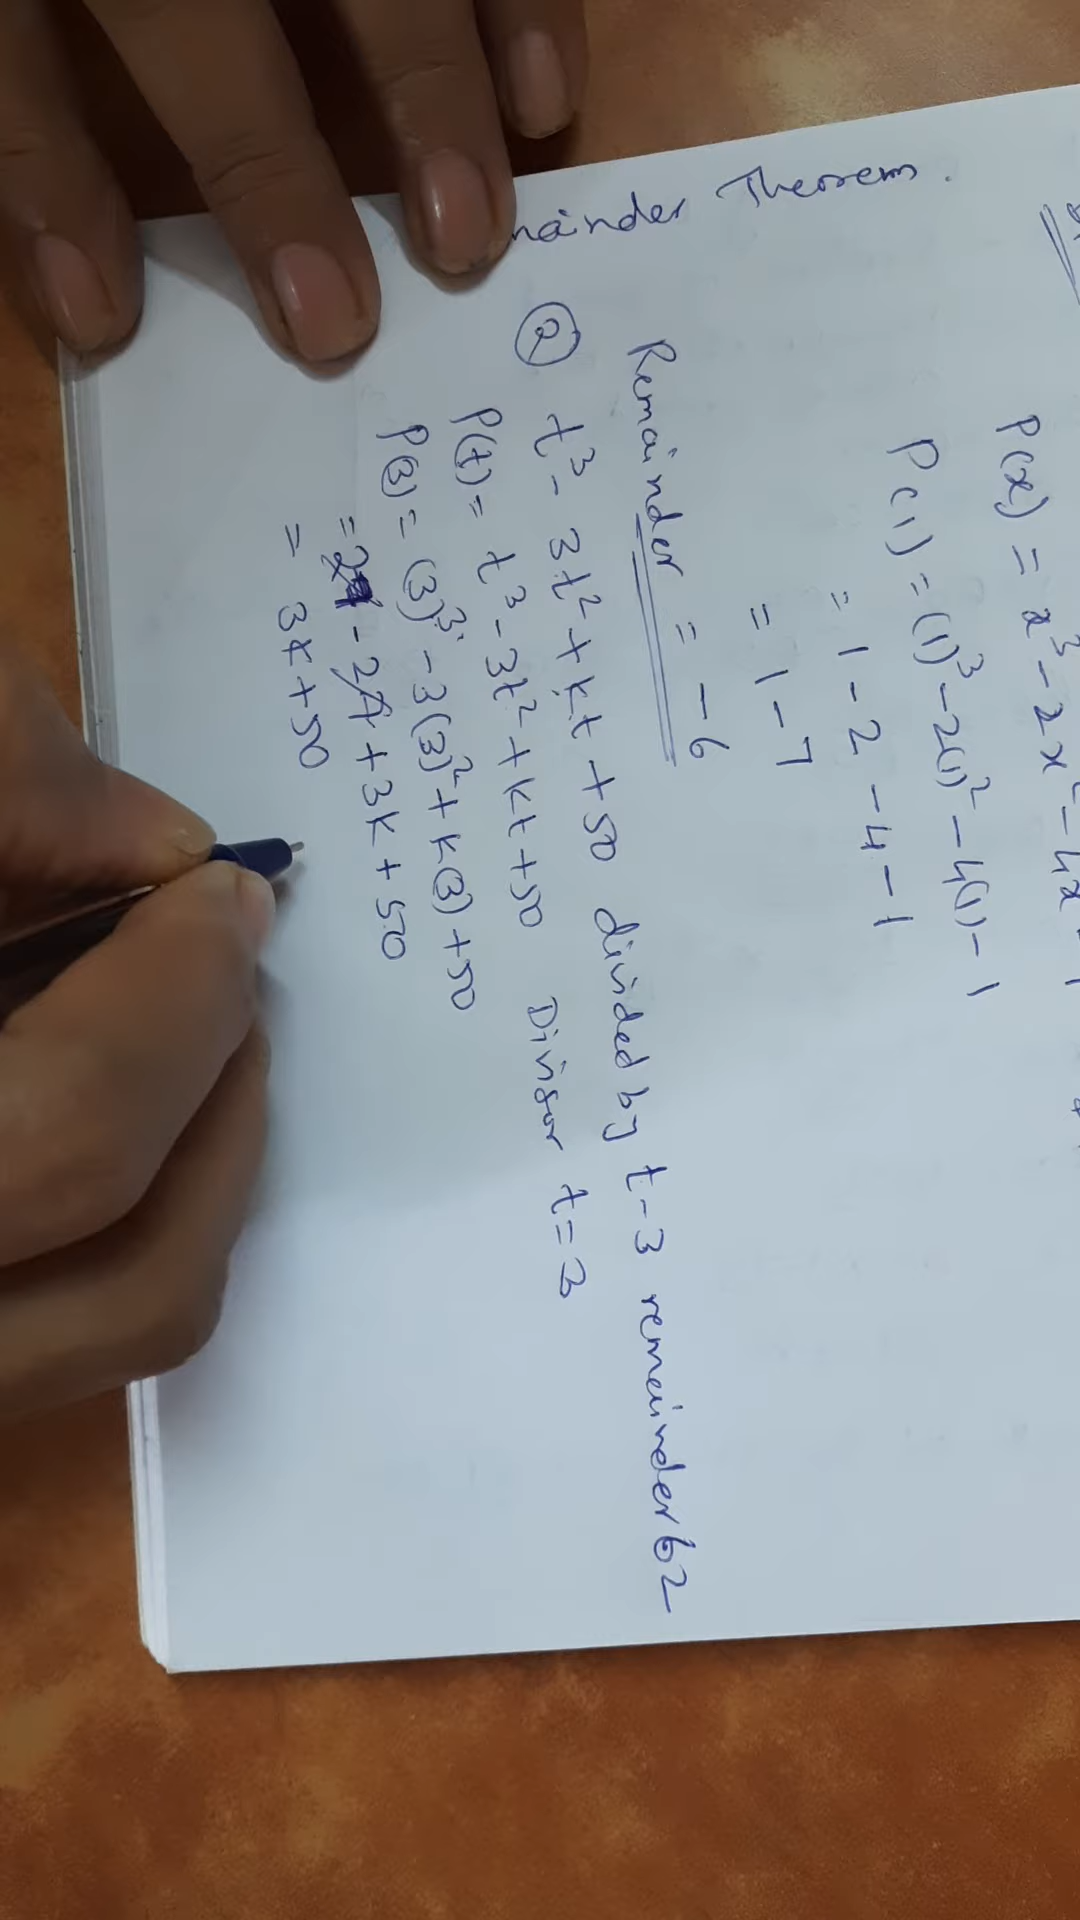 mainder Theorem.
P(x) = x³ - 2x² - 4x - 1
P(1) = (1)³ - 2(1)² - 4(1) - 1
= 1 - 2 - 4 - 1
= 1 - 7
Remainder = - 6
② t³ - 3t² + kt + 50 divided by t - 3 remainder 62
P(t) = t³ - 3t² + kt + 50 Divisor t = 3
P(3) = (3)³ - 3(3)² + k(3) + 50
= 27 - 27 + 3k + 50
= 3k + 50